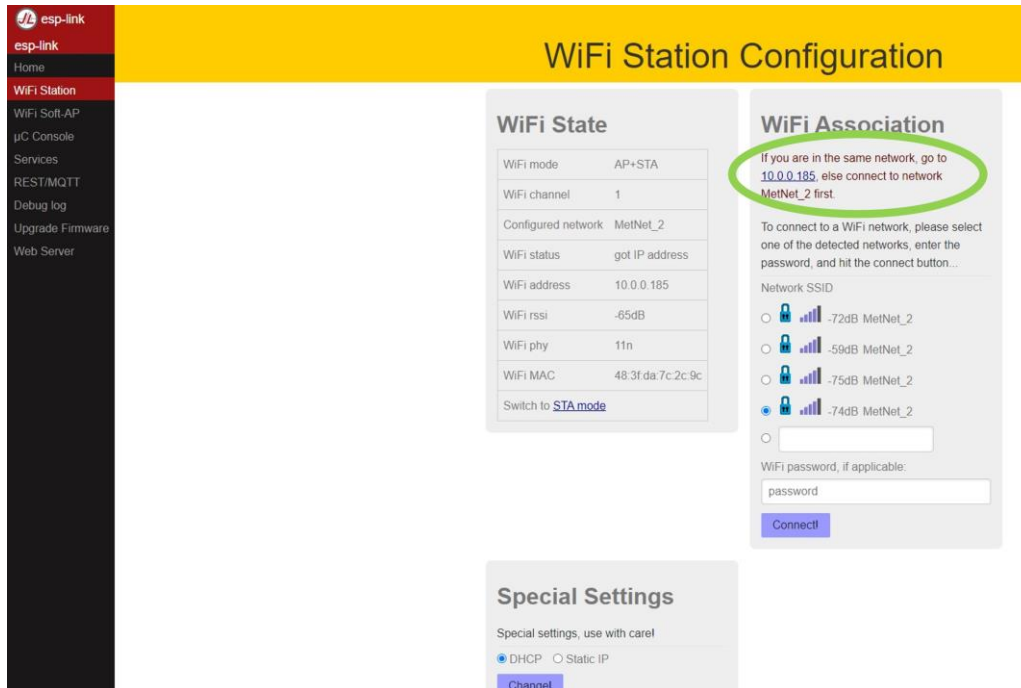 esp-link
esp-link
Home
WiFi Station
WiFi Soft-AP
µC Console
Services
REST/MQTT
Debug log
Upgrade Firmware
Web Server
WiFi Station Configuration
WiFi State
WiFi mode AP+STA
WiFi channel 1
Configured network MetNet_2
WiFi status got IP address
WiFi address 10.0.0.185
WiFi rssi -65dB
WiFi phy 11n
WiFi MAC 48:3f:da:7c:2c:9c
Switch to STA mode
WiFi Association
If you are in the same network, go to
10.0.0.185, else connect to network
MetNet_2 first.
To connect to a WiFi network, please select
one of the detected networks, enter the
password, and hit the connect button...
Network SSID
-72dB MetNet_2
-59dB MetNet_2
-75dB MetNet_2
-74dB MetNet_2
WiFi password, if applicable:
password
Connect!
Special Settings
Special settings, use with care!
DHCP Static IP
Change!